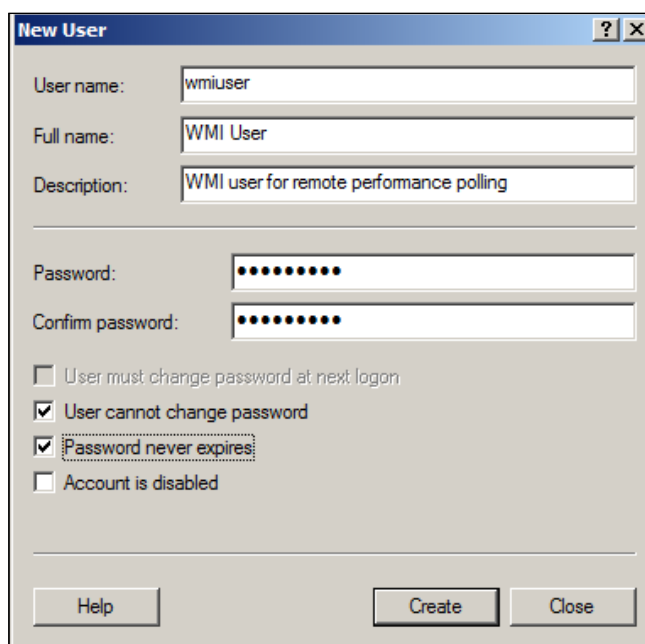 New User
User name: wmiuser
Full name: WMI User
Description: WMI user for remote performance polling
Password: ●●●●●●●●●
Confirm password: ●●●●●●●●●
User must change password at next logon
User cannot change password
Password never expires
Account is disabled
Help Create Close